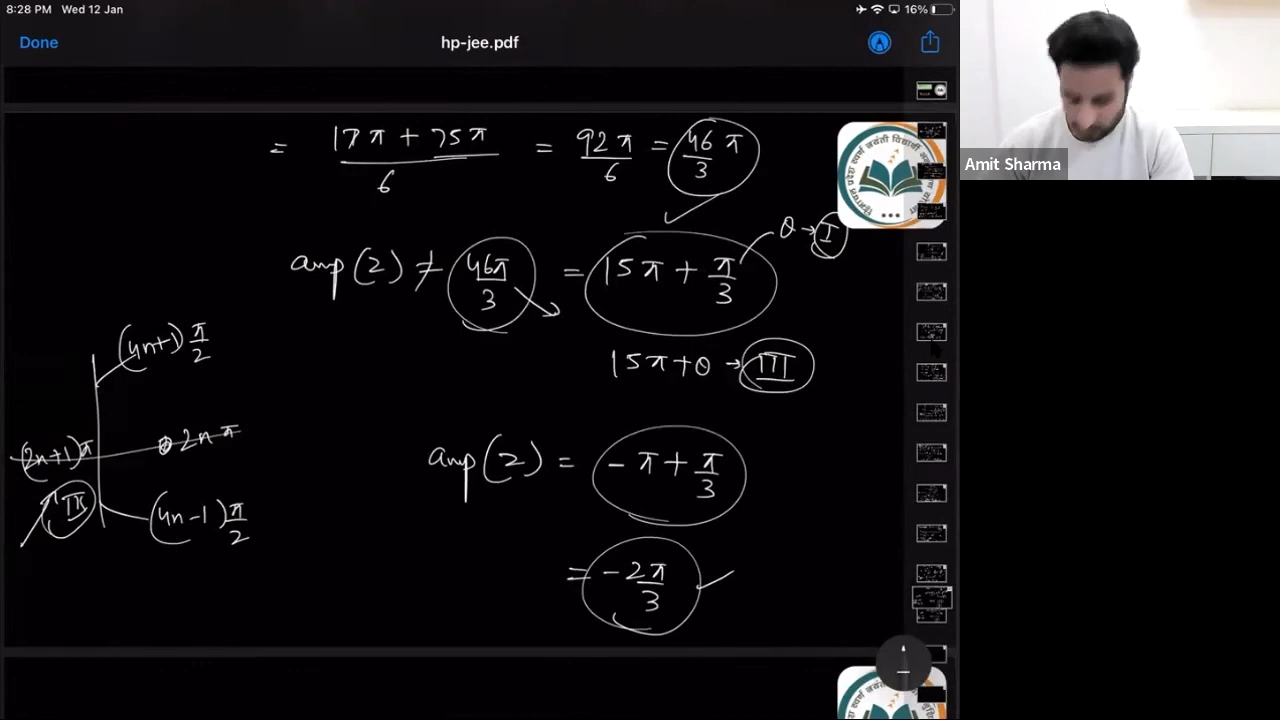 8:28 PM Wed 12 Jan
16%
Done
hp-jee.pdf
Amit Sharma
= 17π + 75π / 6 = 92π / 6 = 46 / 3 π
amp(z) ≠ 46π / 3 = 15π + π / 3
θ → I
15π + θ → III
(4n+1) π / 2
(2n+1)π
2nπ
III
(4n-1) π / 2
amp(z) = -π + π / 3
= -2π / 3